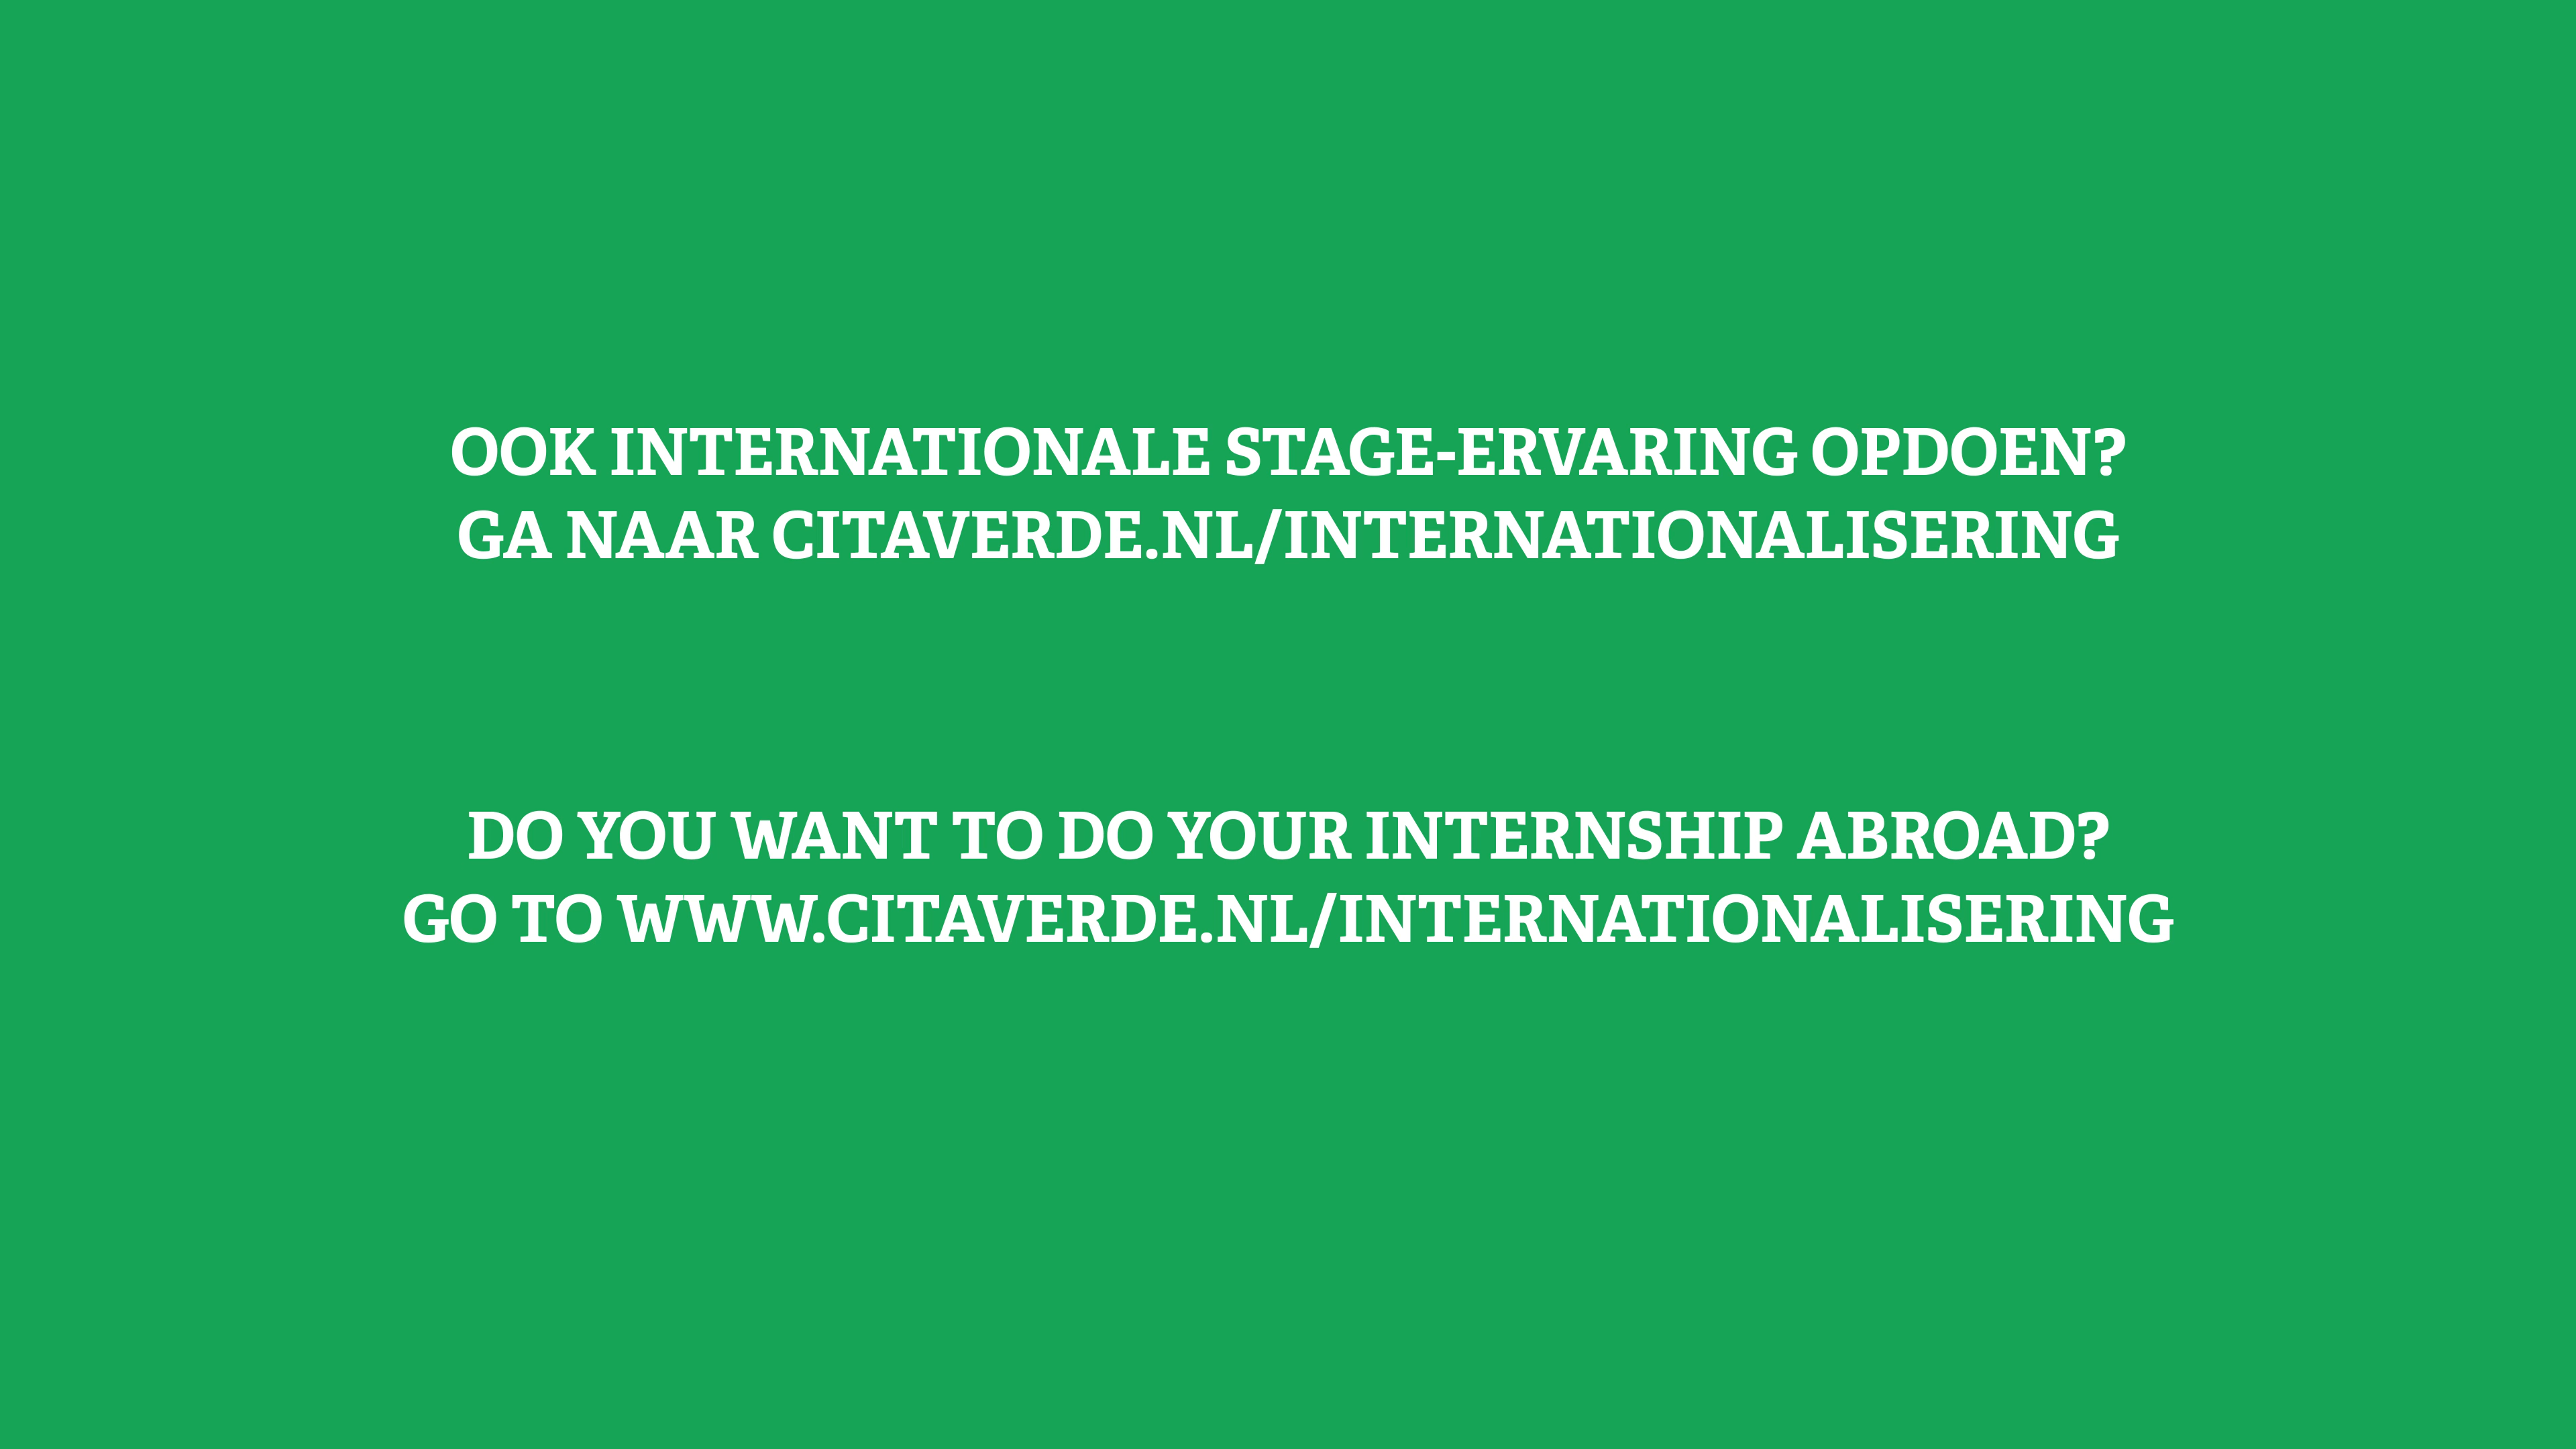 OOK INTERNATIONALE STAGE-ERVARING OPDOEN?
GA NAAR CITAVERDE.NL/INTERNATIONALISERING
DO YOU WANT TO DO YOUR INTERNSHIP ABROAD?
GO TO WWW.CITAVERDE.NL/INTERNATIONALISERING